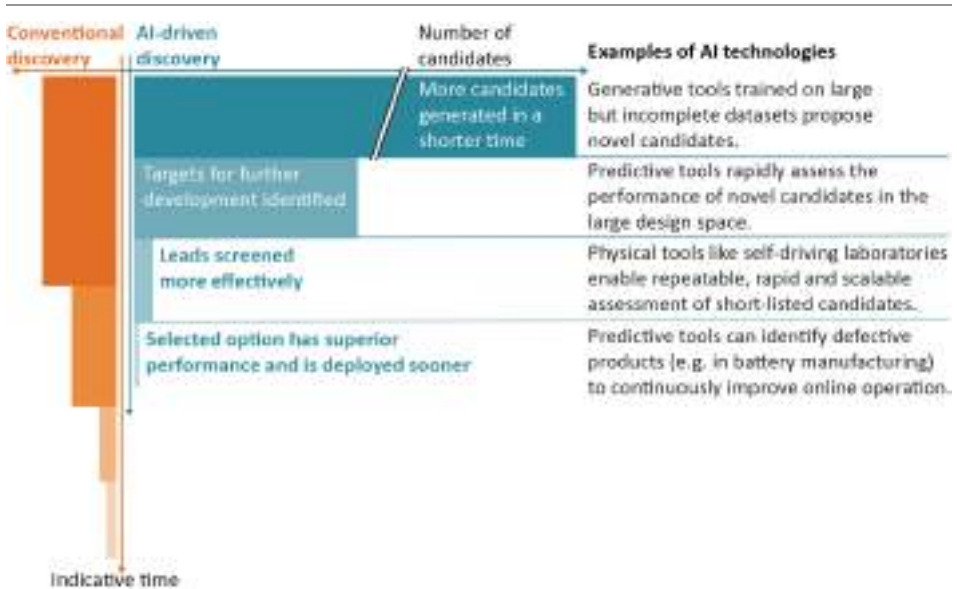 Conventional
discovery
AI-driven
discovery
Number of
candidates
Examples of AI technologies
More candidates
generated in a
shorter time
Generative tools trained on large
but incomplete datasets propose
novel candidates.
Targets for further
development identified
Predictive tools rapidly assess the
performance of novel candidates in the
large design space.
Leads screened
more effectively
Physical tools like self-driving laboratories
enable repeatable, rapid and scalable
assessment of short-listed candidates.
Selected option has superior
performance and is deployed sooner
Predictive tools can identify defective
products (e.g. in battery manufacturing)
to continuously improve online operation.
Indicative time